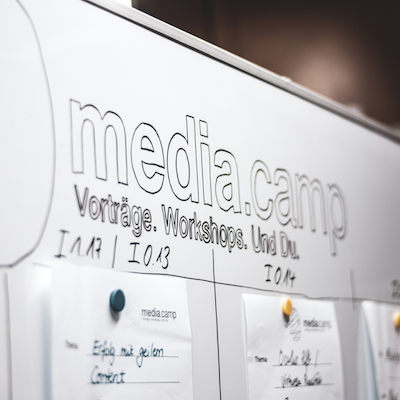 media.camp
Vorträge. Workshops. Und Du.
I 1.17 | I 0.13
I 0.14
media.camp
Thema
Erfolg mit geilem
Content
media.camp
Thema